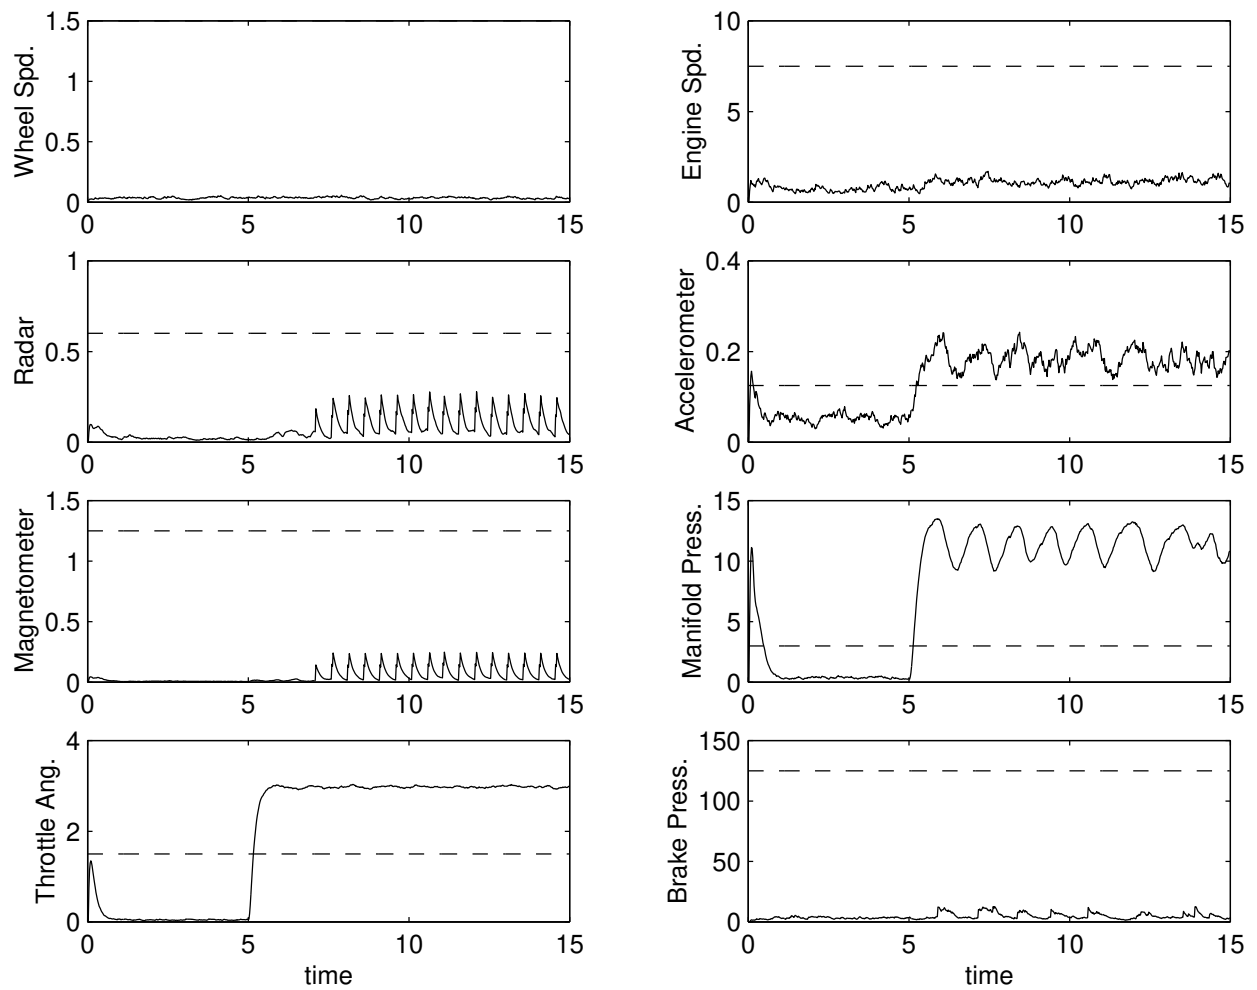 Wheel Spd.
1.5
1
0.5
0
0 5 10 15
Engine Spd.
10
5
0
0 5 10 15
Radar
1
0.5
0
0 5 10 15
Accelerometer
0.4
0.2
0
0 5 10 15
Magnetometer
1.5
1
0.5
0
0 5 10 15
Manifold Press.
15
10
5
0
0 5 10 15
Throttle Ang.
4
2
0
0 5 10 15
time
Brake Press.
150
100
50
0
0 5 10 15
time